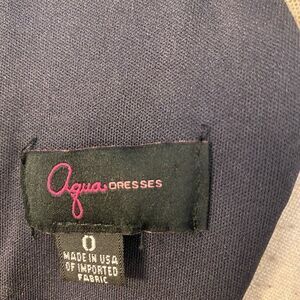 Aqua DRESSES
0
MADE IN USA
OF IMPORTED
FABRIC